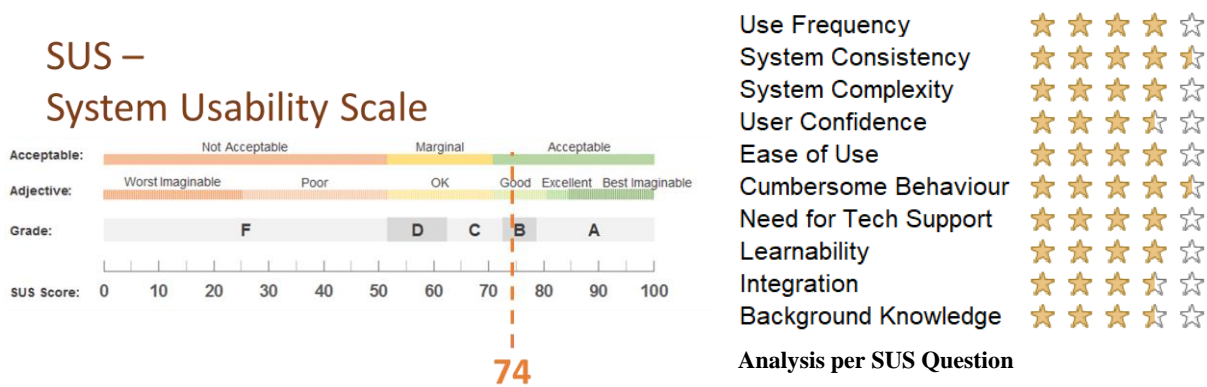 SUS –
System Usability Scale
Acceptable:
Not Acceptable Marginal Acceptable
Adjective:
Worst Imaginable Poor OK Good Excellent Best Imaginable
Grade:
F D C B A
SUS Score: 0 10 20 30 40 50 60 70 80 90 100
74
Use Frequency
System Consistency
System Complexity
User Confidence
Ease of Use
Cumbersome Behaviour
Need for Tech Support
Learnability
Integration
Background Knowledge
Analysis per SUS Question